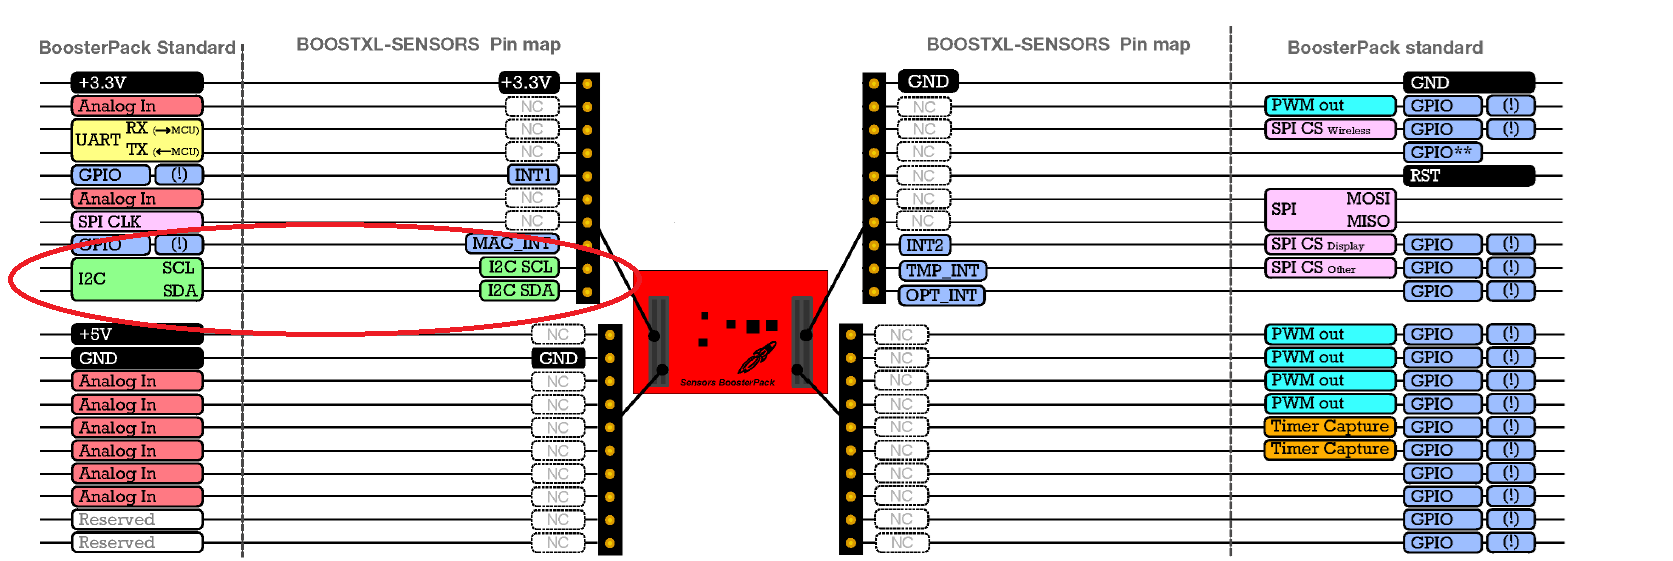 BoosterPack Standard BOOSTXL-SENSORS Pin map BOOSTXL-SENSORS Pin map BoosterPack standard
+3.3V +3.3V GND GND
Analog In NC NC PWM out GPIO (!)
UART RX (→MCU) NC NC SPI CS Wireless GPIO (!)
TX (←MCU) NC NC GPIO**
GPIO (!) INT1 NC RST
Analog In NC NC SPI MOSI
SPI CLK NC NC MISO
GPIO (!) MAG_INT INT2 SPI CS Display GPIO (!)
I2C SCL I2C SCL TMP_INT SPI CS Other GPIO (!)
SDA I2C SDA OPT_INT GPIO (!)
+5V NC NC PWM out GPIO (!)
GND GND NC PWM out GPIO (!)
Analog In NC Sensors BoosterPack NC PWM out GPIO (!)
Analog In NC NC PWM out GPIO (!)
Analog In NC NC Timer Capture GPIO (!)
Analog In NC NC Timer Capture GPIO (!)
Analog In NC NC GPIO (!)
Analog In NC NC GPIO (!)
Reserved NC NC GPIO (!)
Reserved NC NC GPIO (!)